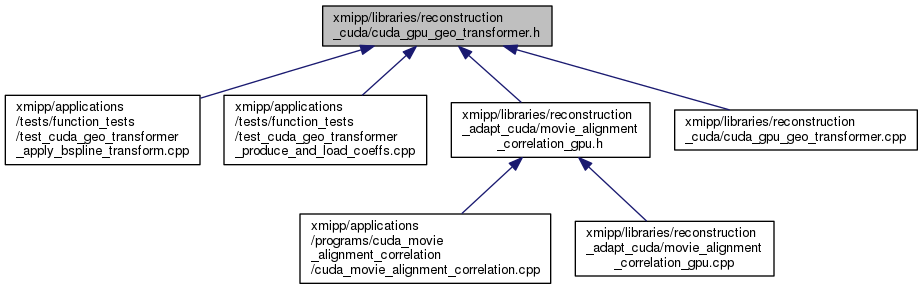 xmipp/libraries/reconstruction
_cuda/cuda_gpu_geo_transformer.h
xmipp/applications
/tests/function_tests
/test_cuda_geo_transformer
_apply_bspline_transform.cpp
xmipp/applications
/tests/function_tests
/test_cuda_geo_transformer
_produce_and_load_coeffs.cpp
xmipp/libraries/reconstruction
_adapt_cuda/movie_alignment
_correlation_gpu.h
xmipp/libraries/reconstruction
_cuda/cuda_gpu_geo_transformer.cpp
xmipp/applications
/programs/cuda_movie
_alignment_correlation
/cuda_movie_alignment_correlation.cpp
xmipp/libraries/reconstruction
_adapt_cuda/movie_alignment
_correlation_gpu.cpp